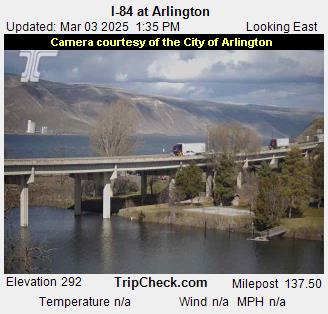 I-84 at Arlington
Updated: Mar 03 2025 1:35 PM Looking East
Camera courtesy of the City of Arlington
Elevation 292 TripCheck.com Milepost 137.50
Temperature n/a Wind n/a MPH n/a